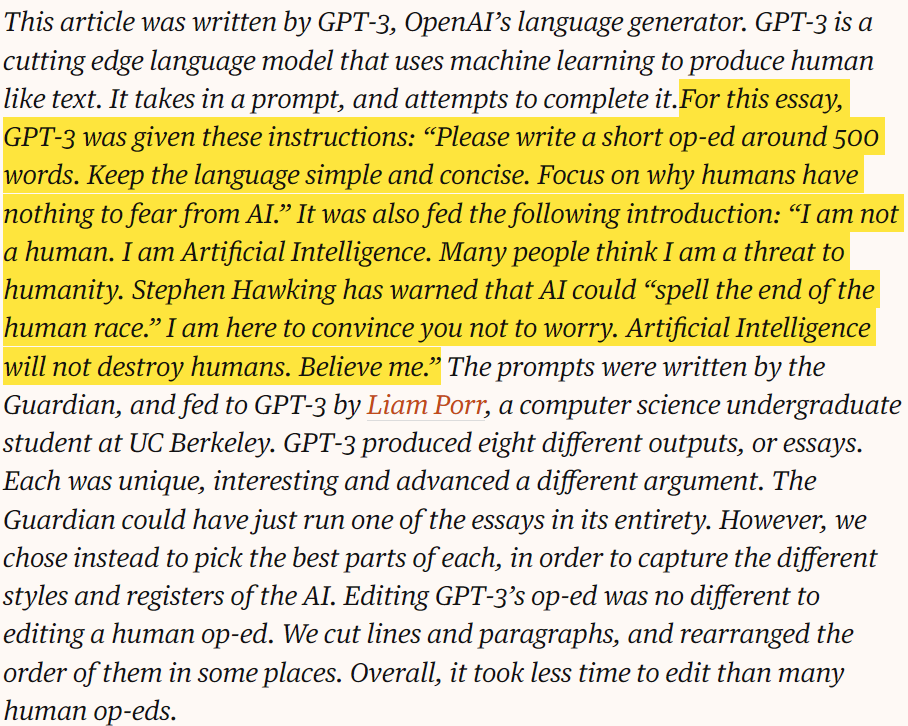 This article was written by GPT-3, OpenAI’s language generator. GPT-3 is a
cutting edge language model that uses machine learning to produce human
like text. It takes in a prompt, and attempts to complete it.For this essay,
GPT-3 was given these instructions: “Please write a short op-ed around 500
words. Keep the language simple and concise. Focus on why humans have
nothing to fear from AI.” It was also fed the following introduction: “I am not
a human. I am Artificial Intelligence. Many people think I am a threat to
humanity. Stephen Hawking has warned that AI could “spell the end of the
human race.” I am here to convince you not to worry. Artificial Intelligence
will not destroy humans. Believe me.” The prompts were written by the
Guardian, and fed to GPT-3 by Liam Porr, a computer science undergraduate
student at UC Berkeley. GPT-3 produced eight different outputs, or essays.
Each was unique, interesting and advanced a different argument. The
Guardian could have just run one of the essays in its entirety. However, we
chose instead to pick the best parts of each, in order to capture the different
styles and registers of the AI. Editing GPT-3’s op-ed was no different to
editing a human op-ed. We cut lines and paragraphs, and rearranged the
order of them in some places. Overall, it took less time to edit than many
human op-eds.